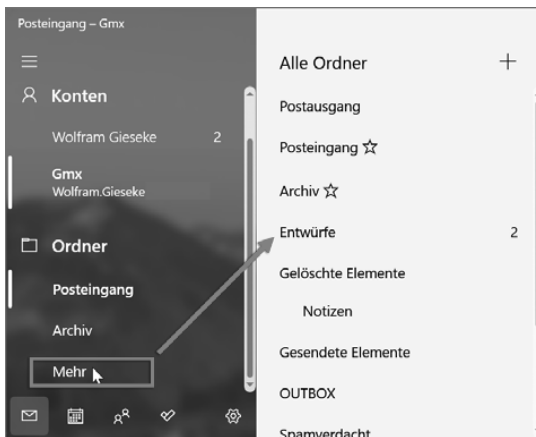 Posteingang – Gmx
Konten
Wolfram Gieseke 2
Gmx
Wolfram.Gieseke
Ordner
Posteingang
Archiv
Mehr
Alle Ordner
Postausgang
Posteingang
Archiv
Entwürfe 2
Gelöschte Elemente
Notizen
Gesendete Elemente
OUTBOX
Spamverdacht